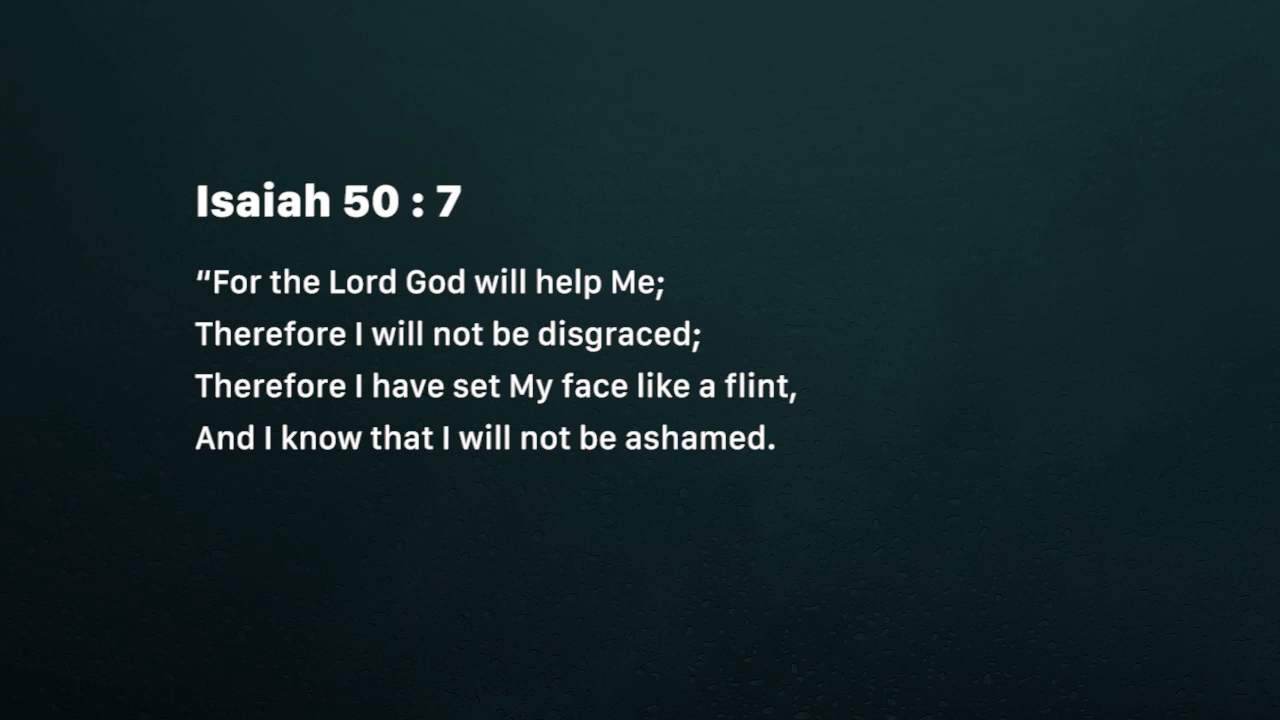 Isaiah 50 : 7
“For the Lord God will help Me;
Therefore I will not be disgraced;
Therefore I have set My face like a flint,
And I know that I will not be ashamed.